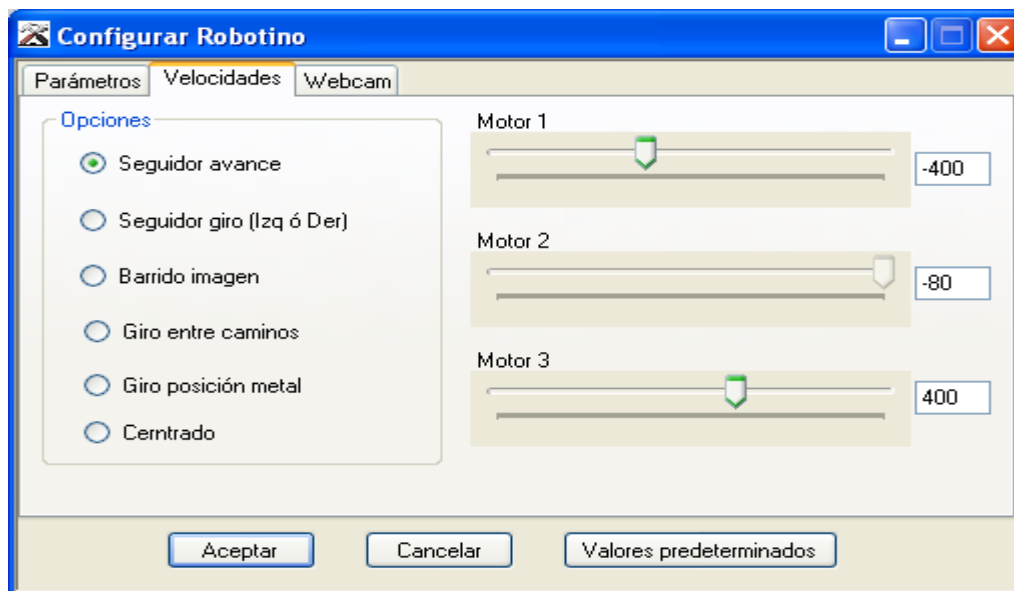 Configurar Robotino
Parámetros Velocidades Webcam
Opciones
Seguidor avance
Seguidor giro (Izq ó Der)
Barrido imagen
Giro entre caminos
Giro posición metal
Cerntrado
Motor 1
-400
Motor 2
-80
Motor 3
400
Aceptar Cancelar Valores predeterminados